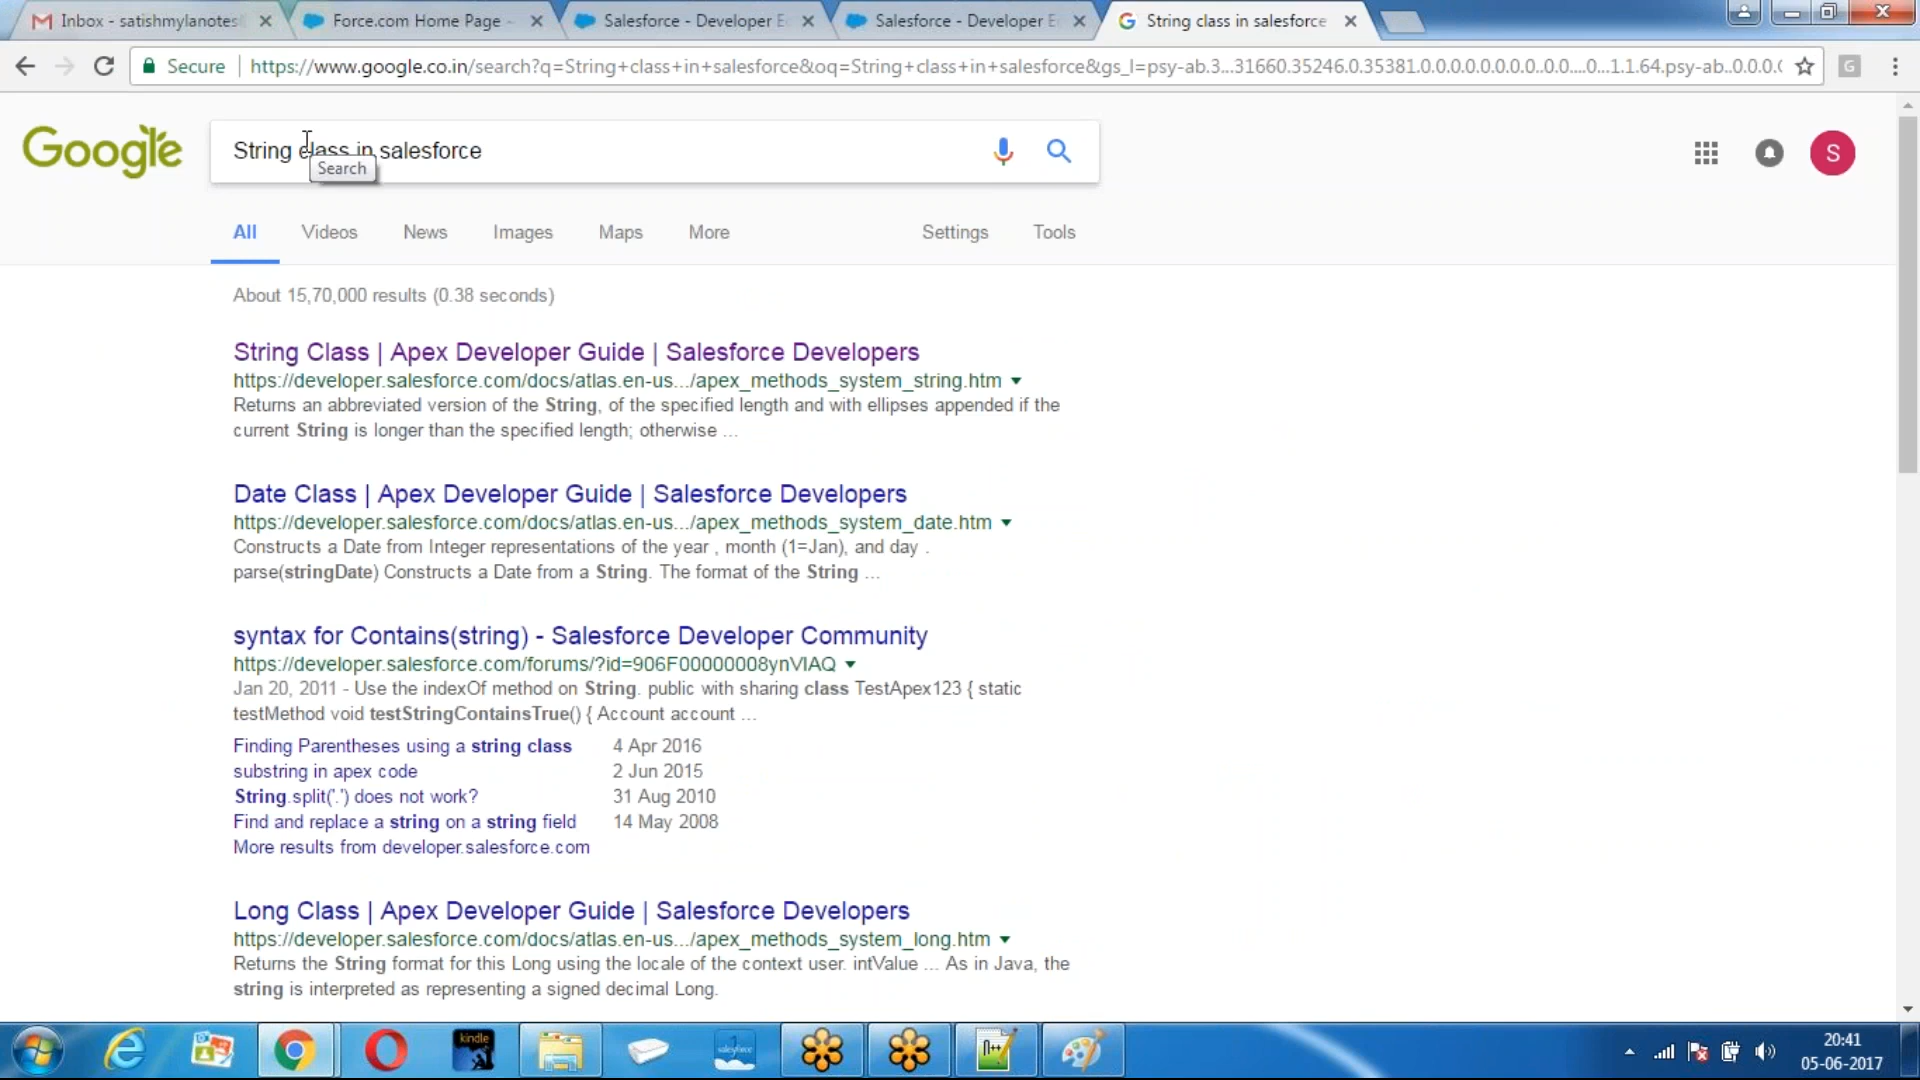 Inbox - satishmylanotes
Force.com Home Page -
Salesforce - Developer E
Salesforce - Developer E
String class in salesforce
Secure
https://www.google.co.in/search?q=String+class+in+salesforce&oq=String+class+in+salesforce&gs_l=psy-ab.3...31660.35246.0.35381.0.0.0.0.0.0.0.0..0.0....0...1.1.64.psy-ab..0.0.0.
Google
String class in salesforce
Search
S
All
Videos
News
Images
Maps
More
Settings
Tools
About 15,70,000 results (0.38 seconds)
String Class | Apex Developer Guide | Salesforce Developers
https://developer.salesforce.com/docs/atlas.en-us.../apex_methods_system_string.htm
Returns an abbreviated version of the String, of the specified length and with ellipses appended if the
current String is longer than the specified length; otherwise ...
Date Class | Apex Developer Guide | Salesforce Developers
https://developer.salesforce.com/docs/atlas.en-us.../apex_methods_system_date.htm
Constructs a Date from Integer representations of the year , month (1=Jan), and day .
parse(stringDate) Constructs a Date from a String. The format of the String ...
syntax for Contains(string) - Salesforce Developer Community
https://developer.salesforce.com/forums/?id=906F00000008ynVIAQ
Jan 20, 2011 - Use the indexOf method on String. public with sharing class TestApex123 { static
testMethod void testStringContainsTrue() { Account account ...
Finding Parentheses using a string class 4 Apr 2016
substring in apex code 2 Jun 2015
String.split('.') does not work? 31 Aug 2010
Find and replace a string on a string field 14 May 2008
More results from developer.salesforce.com
Long Class | Apex Developer Guide | Salesforce Developers
https://developer.salesforce.com/docs/atlas.en-us.../apex_methods_system_long.htm
Returns the String format for this Long using the locale of the context user. intValue ... As in Java, the
string is interpreted as representing a signed decimal Long.
kindle
salesforce
20:41
05-06-2017